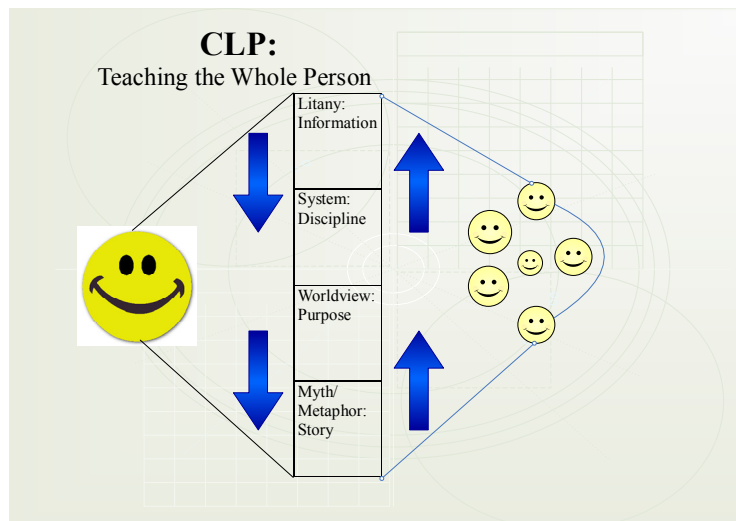 CLP:
Teaching the Whole Person
Litany:
Information
System:
Discipline
Worldview:
Purpose
Myth/
Metaphor:
Story